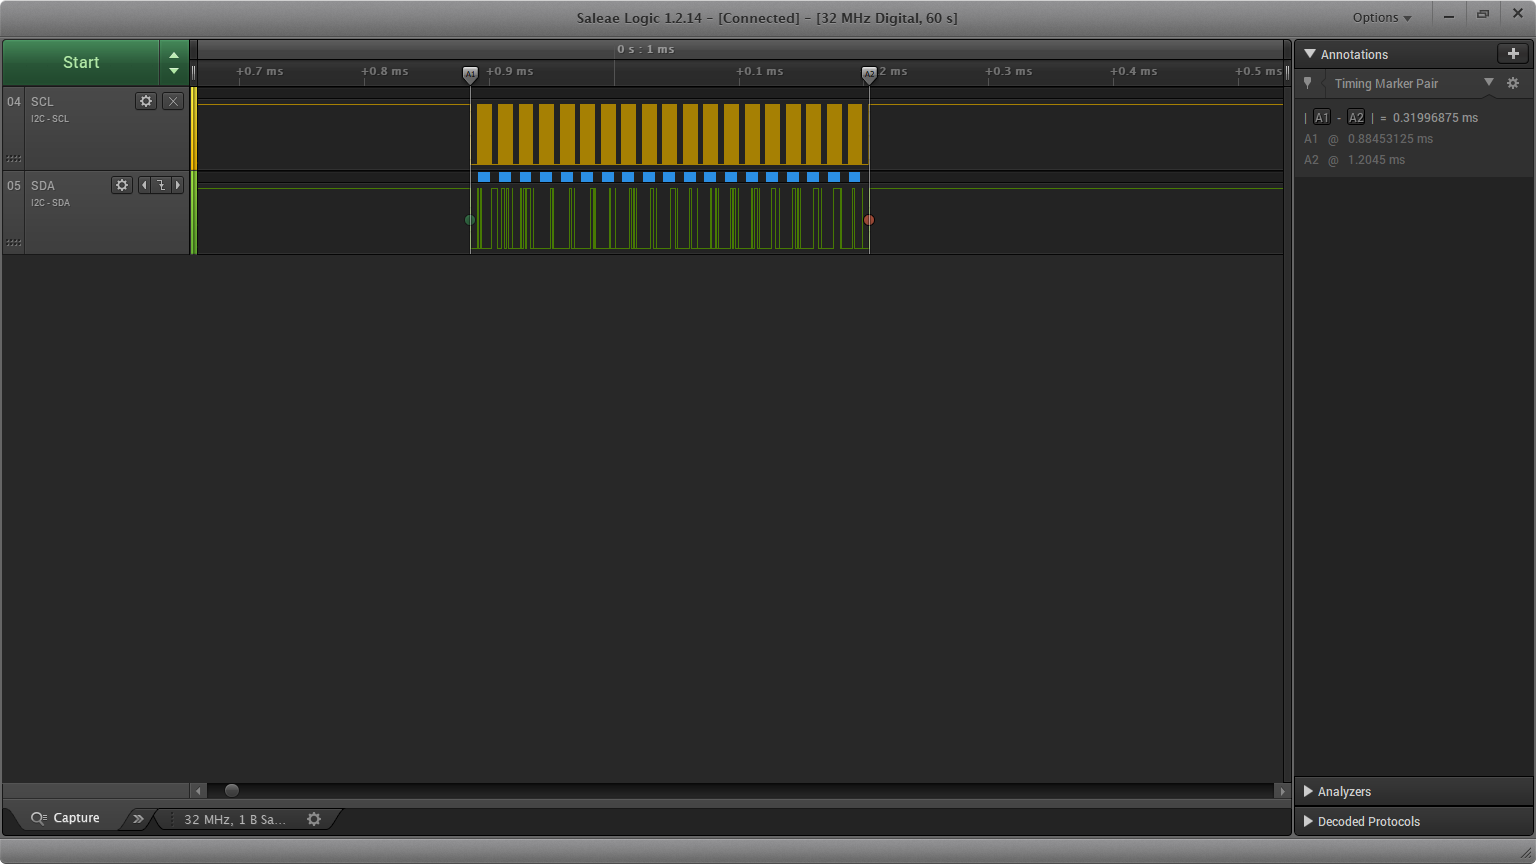 Saleae Logic 1.2.14 - [Connected] - [32 MHz Digital, 60 s]
Options
Start
0 s : 1 ms
+0.7 ms +0.8 ms +0.9 ms +0.1 ms 2 ms +0.3 ms +0.4 ms +0.5 ms
A1 A2
04 SCL
I2C - SCL
05 SDA
I2C - SDA
Annotations
Timing Marker Pair
| A1 - A2 | = 0.31996875 ms
A1 @ 0.88453125 ms
A2 @ 1.2045 ms
Analyzers
Decoded Protocols
Capture
32 MHz, 1 B Sa...